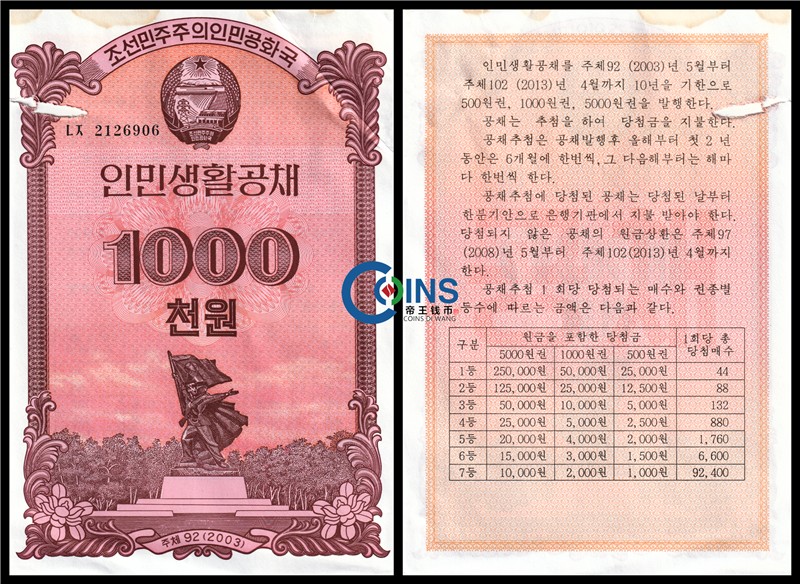 조선민주주의인민공화국
조선민주주의인민공화국
Lㅈ 2126906
인민생활공채
1000
천원
주체 92 (2003)
COINS
帝王钱币
COINS DI WANG
인민생활공채를 주체92 (2003)년 5월부터
주체102 (2013)년 4월까지 10년을 기한으로
500원권, 1000원권, 5000원권을 발행한다.
공채는 추첨을 하여 당첨금을 지불한다.
공채추첨은 공채발행후 올해부터 첫 2년
동안은 6개월에 한번씩, 그 다음해부터는 해마
다 한번씩 한다.
공채추첨에 당첨된 공채는 당첨된 날부터
한분기안으로 은행기관에서 지불 받아야 한다.
당첨되지 않은 공채의 원금상환은 주체97
(2008)년 5월부터 주체102(2013)년 4월까지
한다.
공채추첨 1 회당 당첨되는 매수와 권종별
등수에 따르는 금액은 다음과 같다.
구분 원금을 포함한 당첨금 1회당 총 당첨매수
5000원권 1000원권 500원권
1등 250,000원 50,000원 25,000원 44
2등 125,000원 25,000원 12,500원 88
3등 50,000원 10,000원 5,000원 132
4등 25,000원 5,000원 2,500원 880
5등 20,000원 4,000원 2,000원 1,760
6등 15,000원 3,000원 1,500원 6,600
7등 10,000원 2,000원 1,000원 92,400